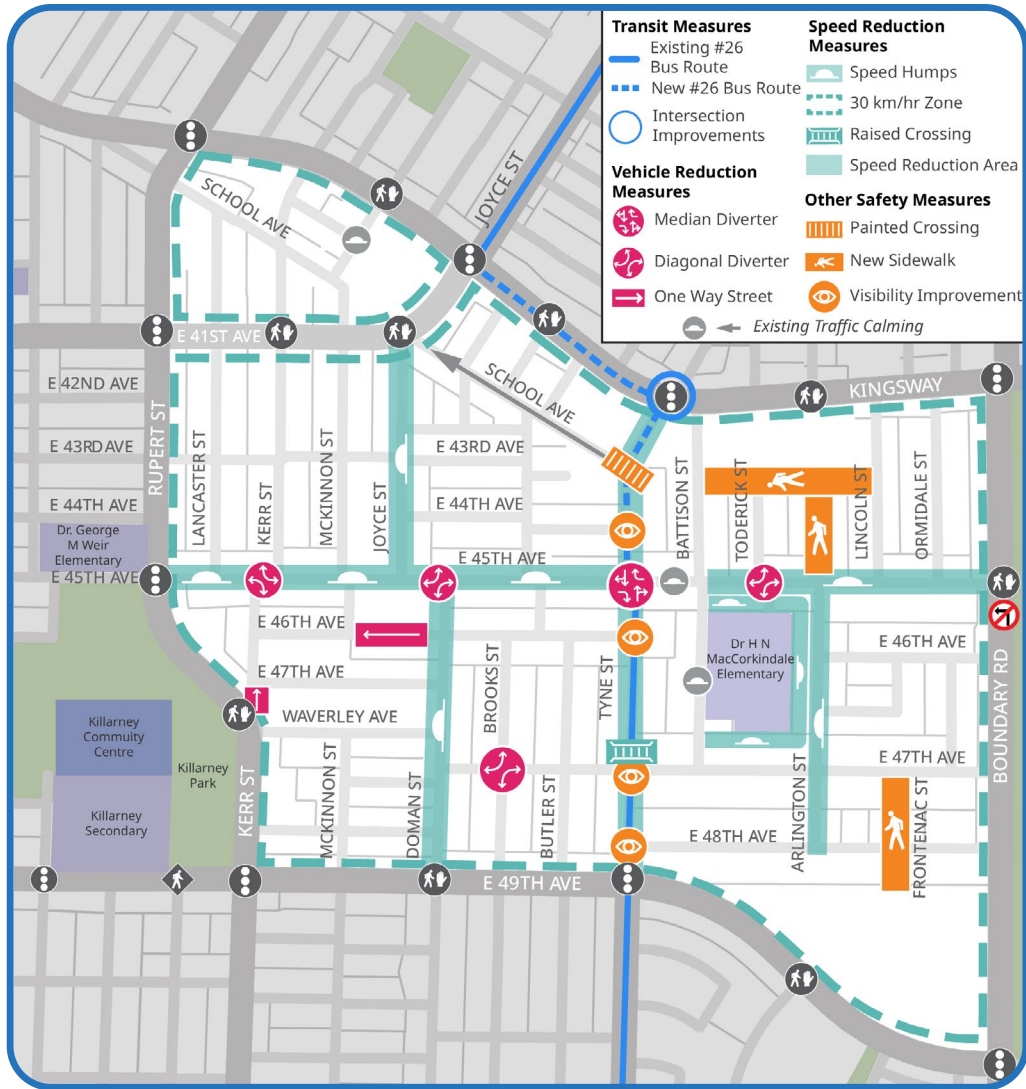 Transit Measures
Existing #26
Bus Route
New #26 Bus Route
Intersection
Improvements
Vehicle Reduction
Measures
Median Diverter
Diagonal Diverter
One Way Street
Speed Reduction
Measures
Speed Humps
30 km/hr Zone
Raised Crossing
Speed Reduction Area
Other Safety Measures
Painted Crossing
New Sidewalk
Visibility Improvement
Existing Traffic Calming
JOYCE ST
SCHOOL AVE
E 41ST AVE
E 42ND AVE
SCHOOL AVE
KINGSWAY
RUPERT ST
E 43RDAVE
LANCASTER ST
KERR ST
MCKINNON ST
JOYCE ST
E 43RD AVE
BATTISON ST
TODERICK ST
LINCOLN ST
ORMIDALE ST
E 44TH AVE
E 44TH AVE
Dr. George
M Weir
Elementary
E 45TH AVE
E 45TH AVE
E 46TH AVE
E 46TH AVE
Dr H N
MacCorkindale
Elementary
E 47TH AVE
BROOKS ST
TYNE ST
BOUNDARY RD
WAVERLEY AVE
Killarney
Commuity
Centre
Killarney
Park
E 47TH AVE
KERR ST
MCKINNON ST
DOMAN ST
BUTLER ST
ARLINGTON ST
FRONTENAC ST
Killarney
Secondary
E 48TH AVE
E 49TH AVE